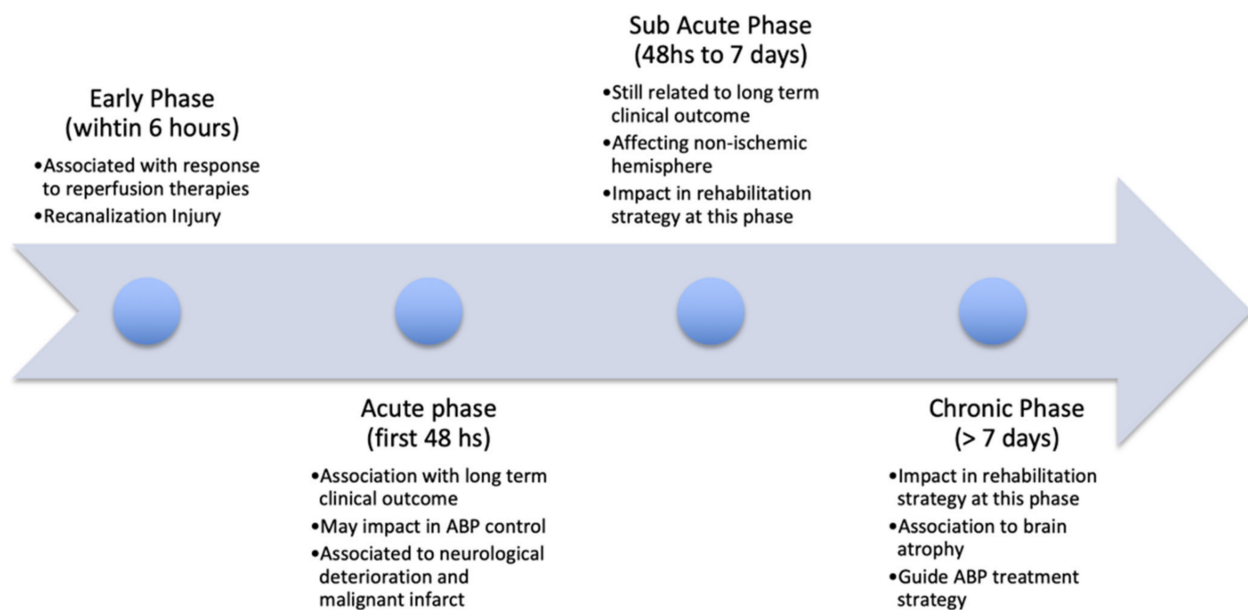 Early Phase
(wihtin 6 hours)
•Associated with response
to reperfusion therapies
•Recanalization Injury
Acute phase
(first 48 hs)
•Association with long term
clinical outcome
•May impact in ABP control
•Associated to neurological
deterioration and
malignant infarct
Sub Acute Phase
(48hs to 7 days)
•Still related to long term
clinical outcome
•Affecting non-ischemic
hemisphere
•Impact in rehabilitation
strategy at this phase
Chronic Phase
(> 7 days)
•Impact in rehabilitation
strategy at this phase
•Association to brain
atrophy
•Guide ABP treatment
strategy